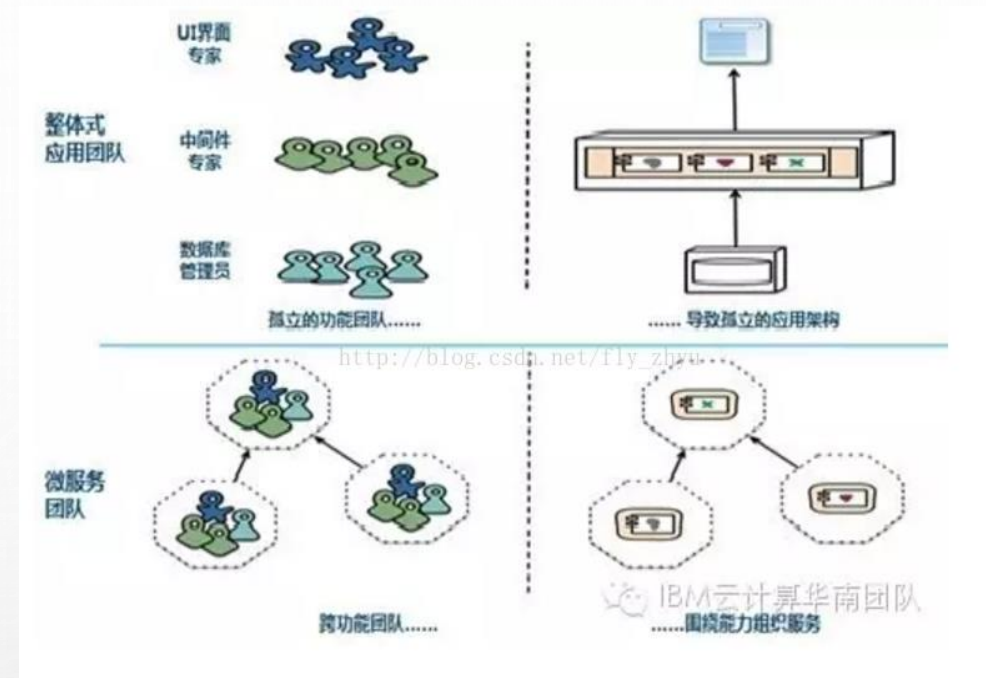 UI界面
专家
整体式
应用团队
中间件
专家
数据库
管理员
孤立的功能团队......
...... 导致孤立的应用架构
http://blog.csdn.net/fly_zhyu
微服务
团队
IBM云计算华南团队
跨功能团队......
......围绕能力组织服务